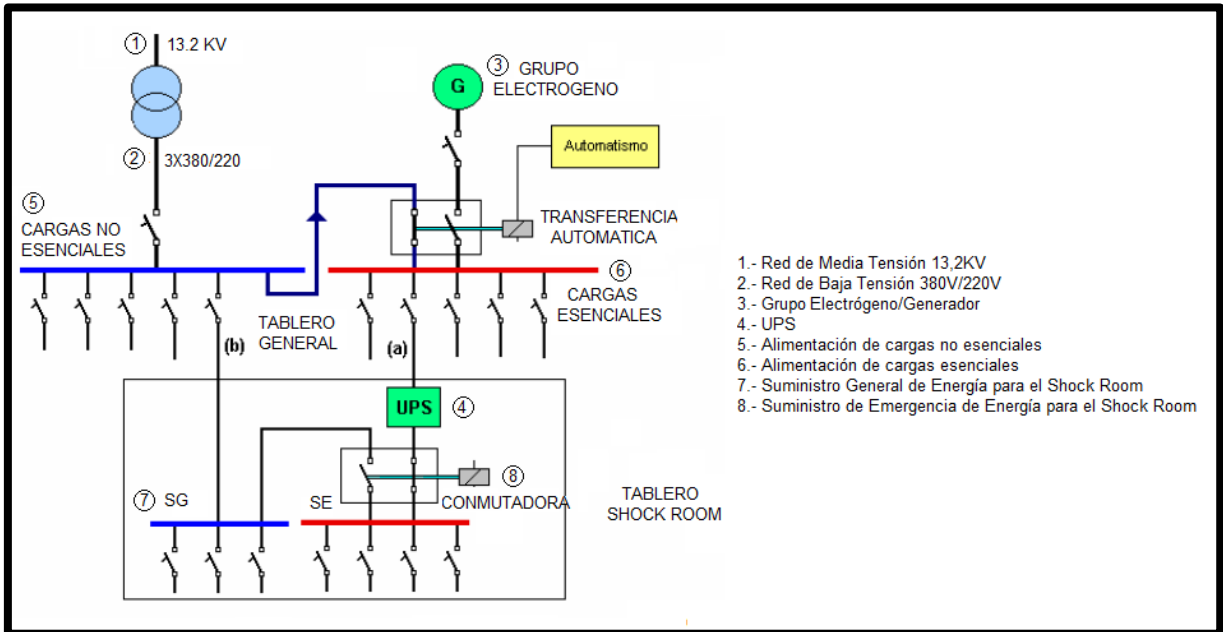 ① 13.2 KV
③ GRUPO
ELECTROGENO
G
Automatismo
② 3X380/220
⑤
CARGAS NO
ESENCIALES
TRANSFERENCIA
AUTOMATICA
⑥
CARGAS
ESENCIALES
TABLERO
GENERAL
(b)
(a)
UPS ④
⑧
CONMUTADORA
⑦ SG
SE
TABLERO
SHOCK ROOM
1.- Red de Media Tensión 13,2KV
2.- Red de Baja Tensión 380V/220V
3.- Grupo Electrógeno/Generador
4.- UPS
5.- Alimentación de cargas no esenciales
6.- Alimentación de cargas esenciales
7.- Suministro General de Energía para el Shock Room
8.- Suministro de Emergencia de Energía para el Shock Room